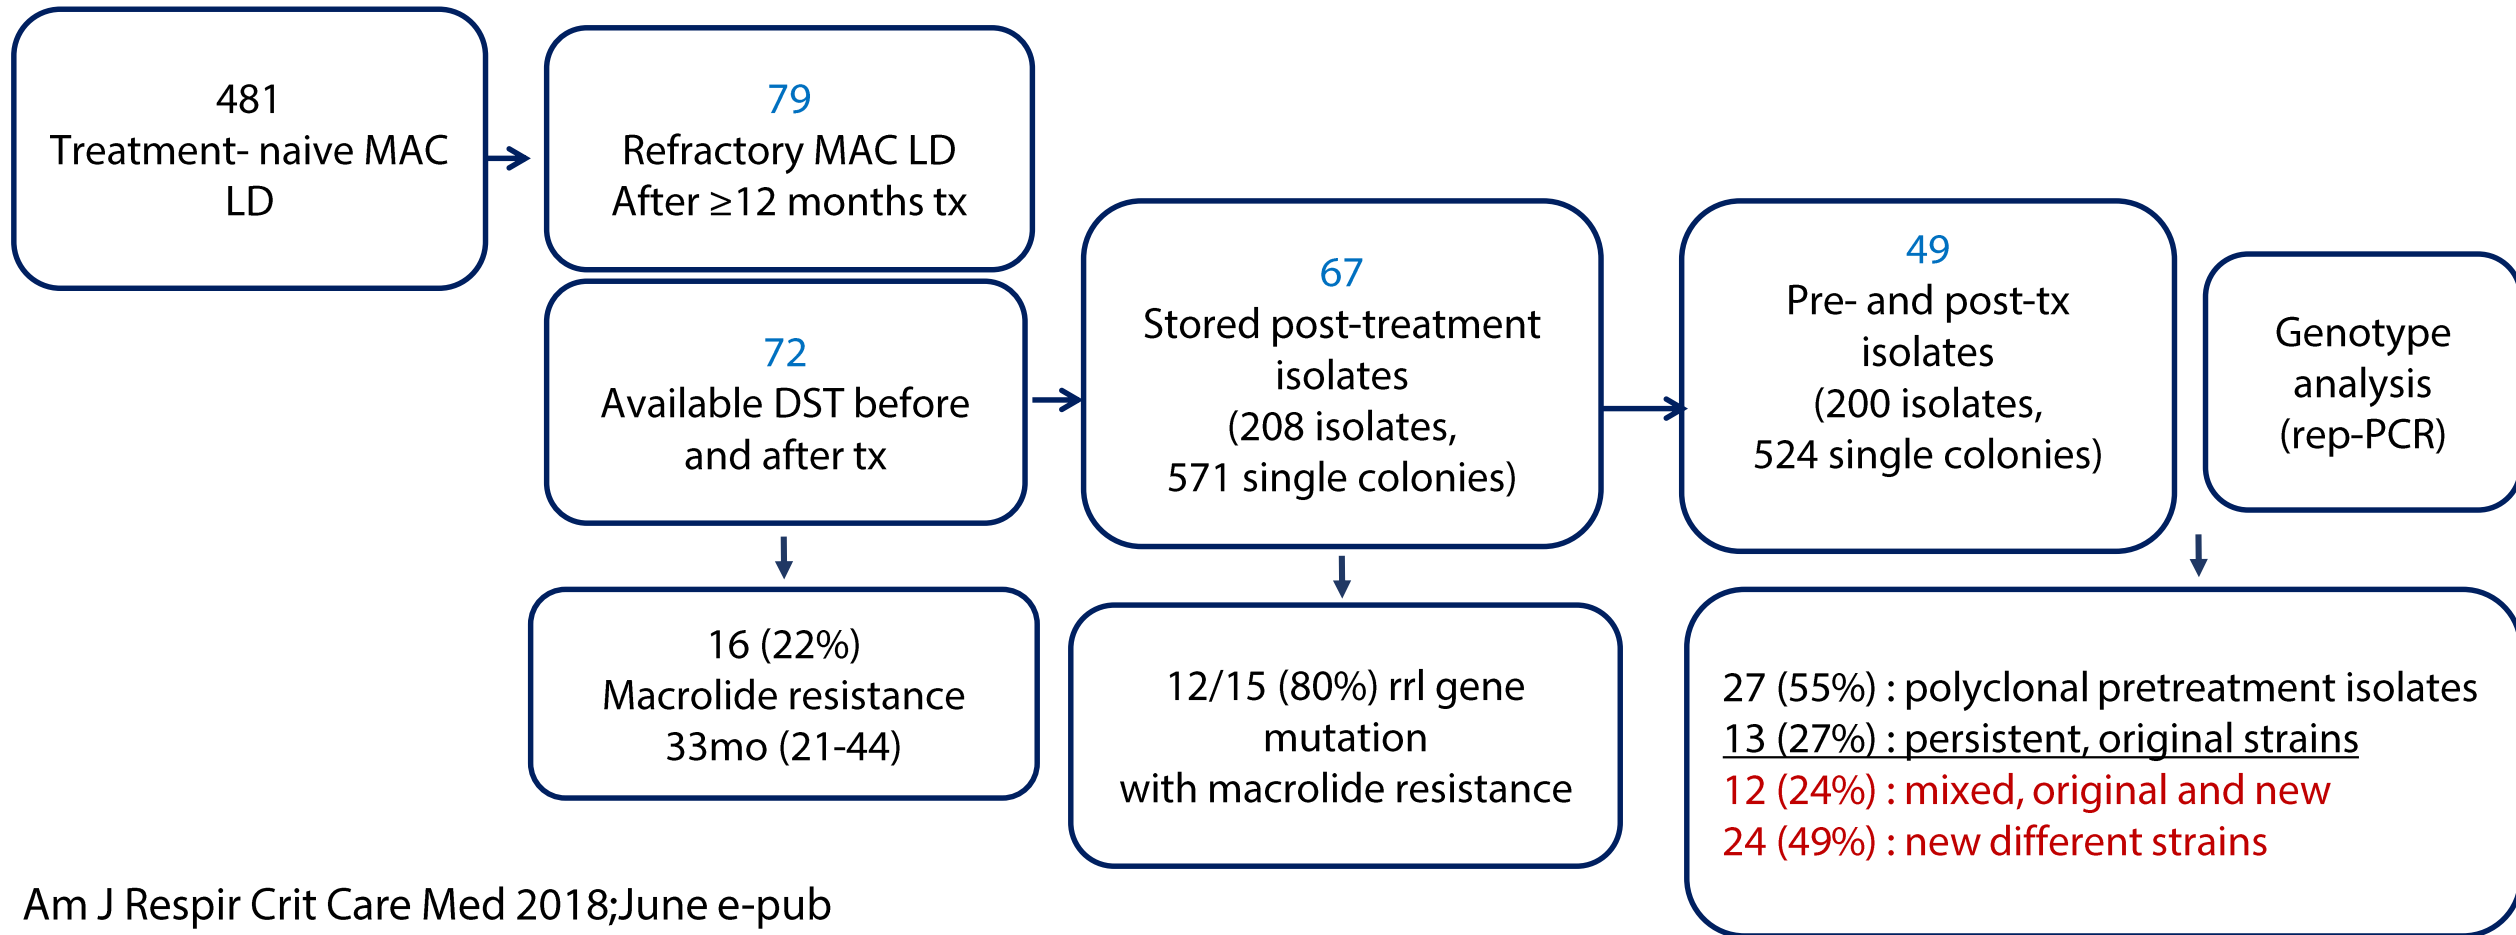 481
Treatment- naive MAC
LD
79
Refractory MAC LD
After ≥12 months tx
72
Available DST before
and after tx
16 (22%)
Macrolide resistance
33mo (21-44)
67
Stored post-treatment
isolates
(208 isolates,
571 single colonies)
12/15 (80%) rrl gene
mutation
with macrolide resistance
49
Pre- and post-tx
isolates
(200 isolates,
524 single colonies)
Genotype
analysis
(rep-PCR)
27 (55%) : polyclonal pretreatment isolates
13 (27%) : persistent, original strains
12 (24%) : mixed, original and new
24 (49%) : new different strains
Am J Respir Crit Care Med 2018;June e-pub